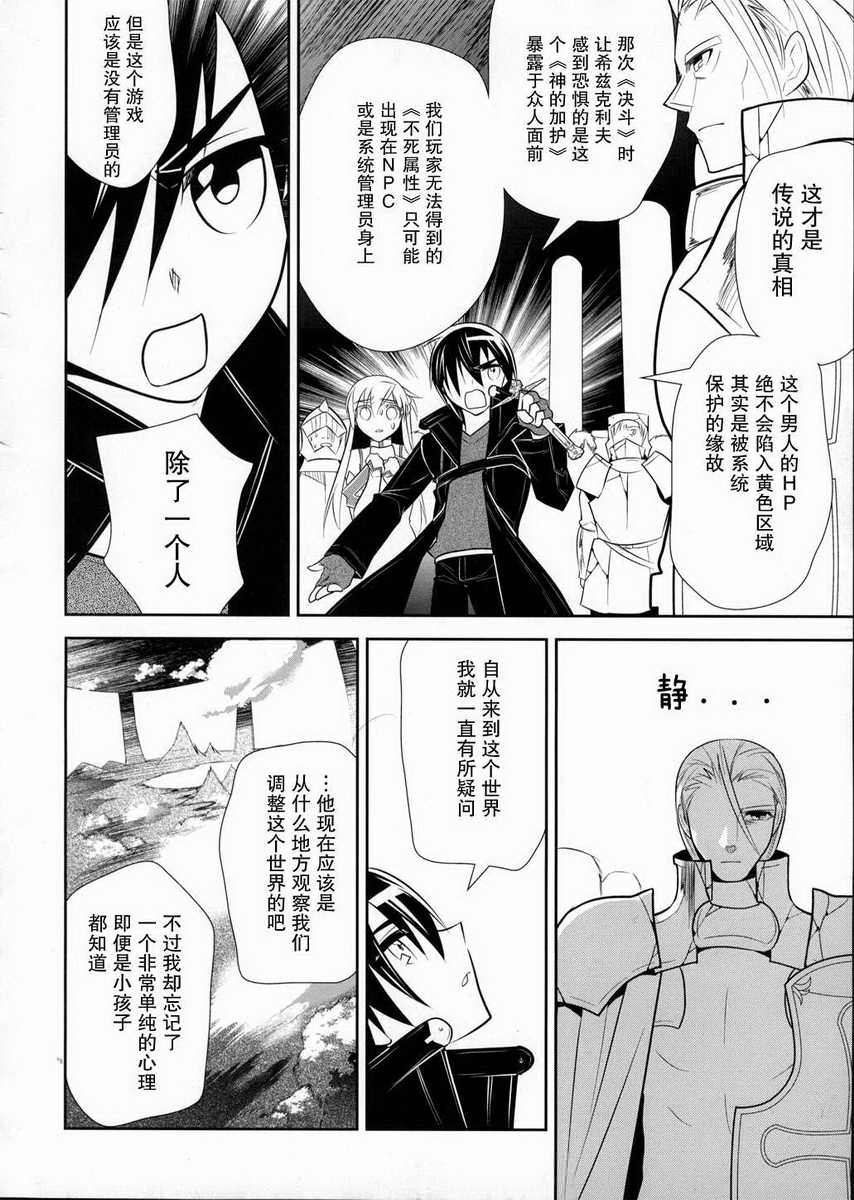 这才是
传说的真相
这个男人的HP
绝不会陷入黄色区域
其实是被系统
保护的缘故
那次《决斗》时
让希兹克利夫
感到恐惧的是这
个《神的加护》
暴露于众人面前
我们玩家无法得到的
《不死属性》只可能
出现在NPC
或是系统管理员身上
但是这个游戏
应该是没有管理员的
除了一个人
静...
自从来到这个世界
我就一直有所疑问
…他现在应该是
从什么地方观察我们
调整这个世界的吧
不过我却忘记了
一个非常单纯的心理
即便是小孩子
都知道